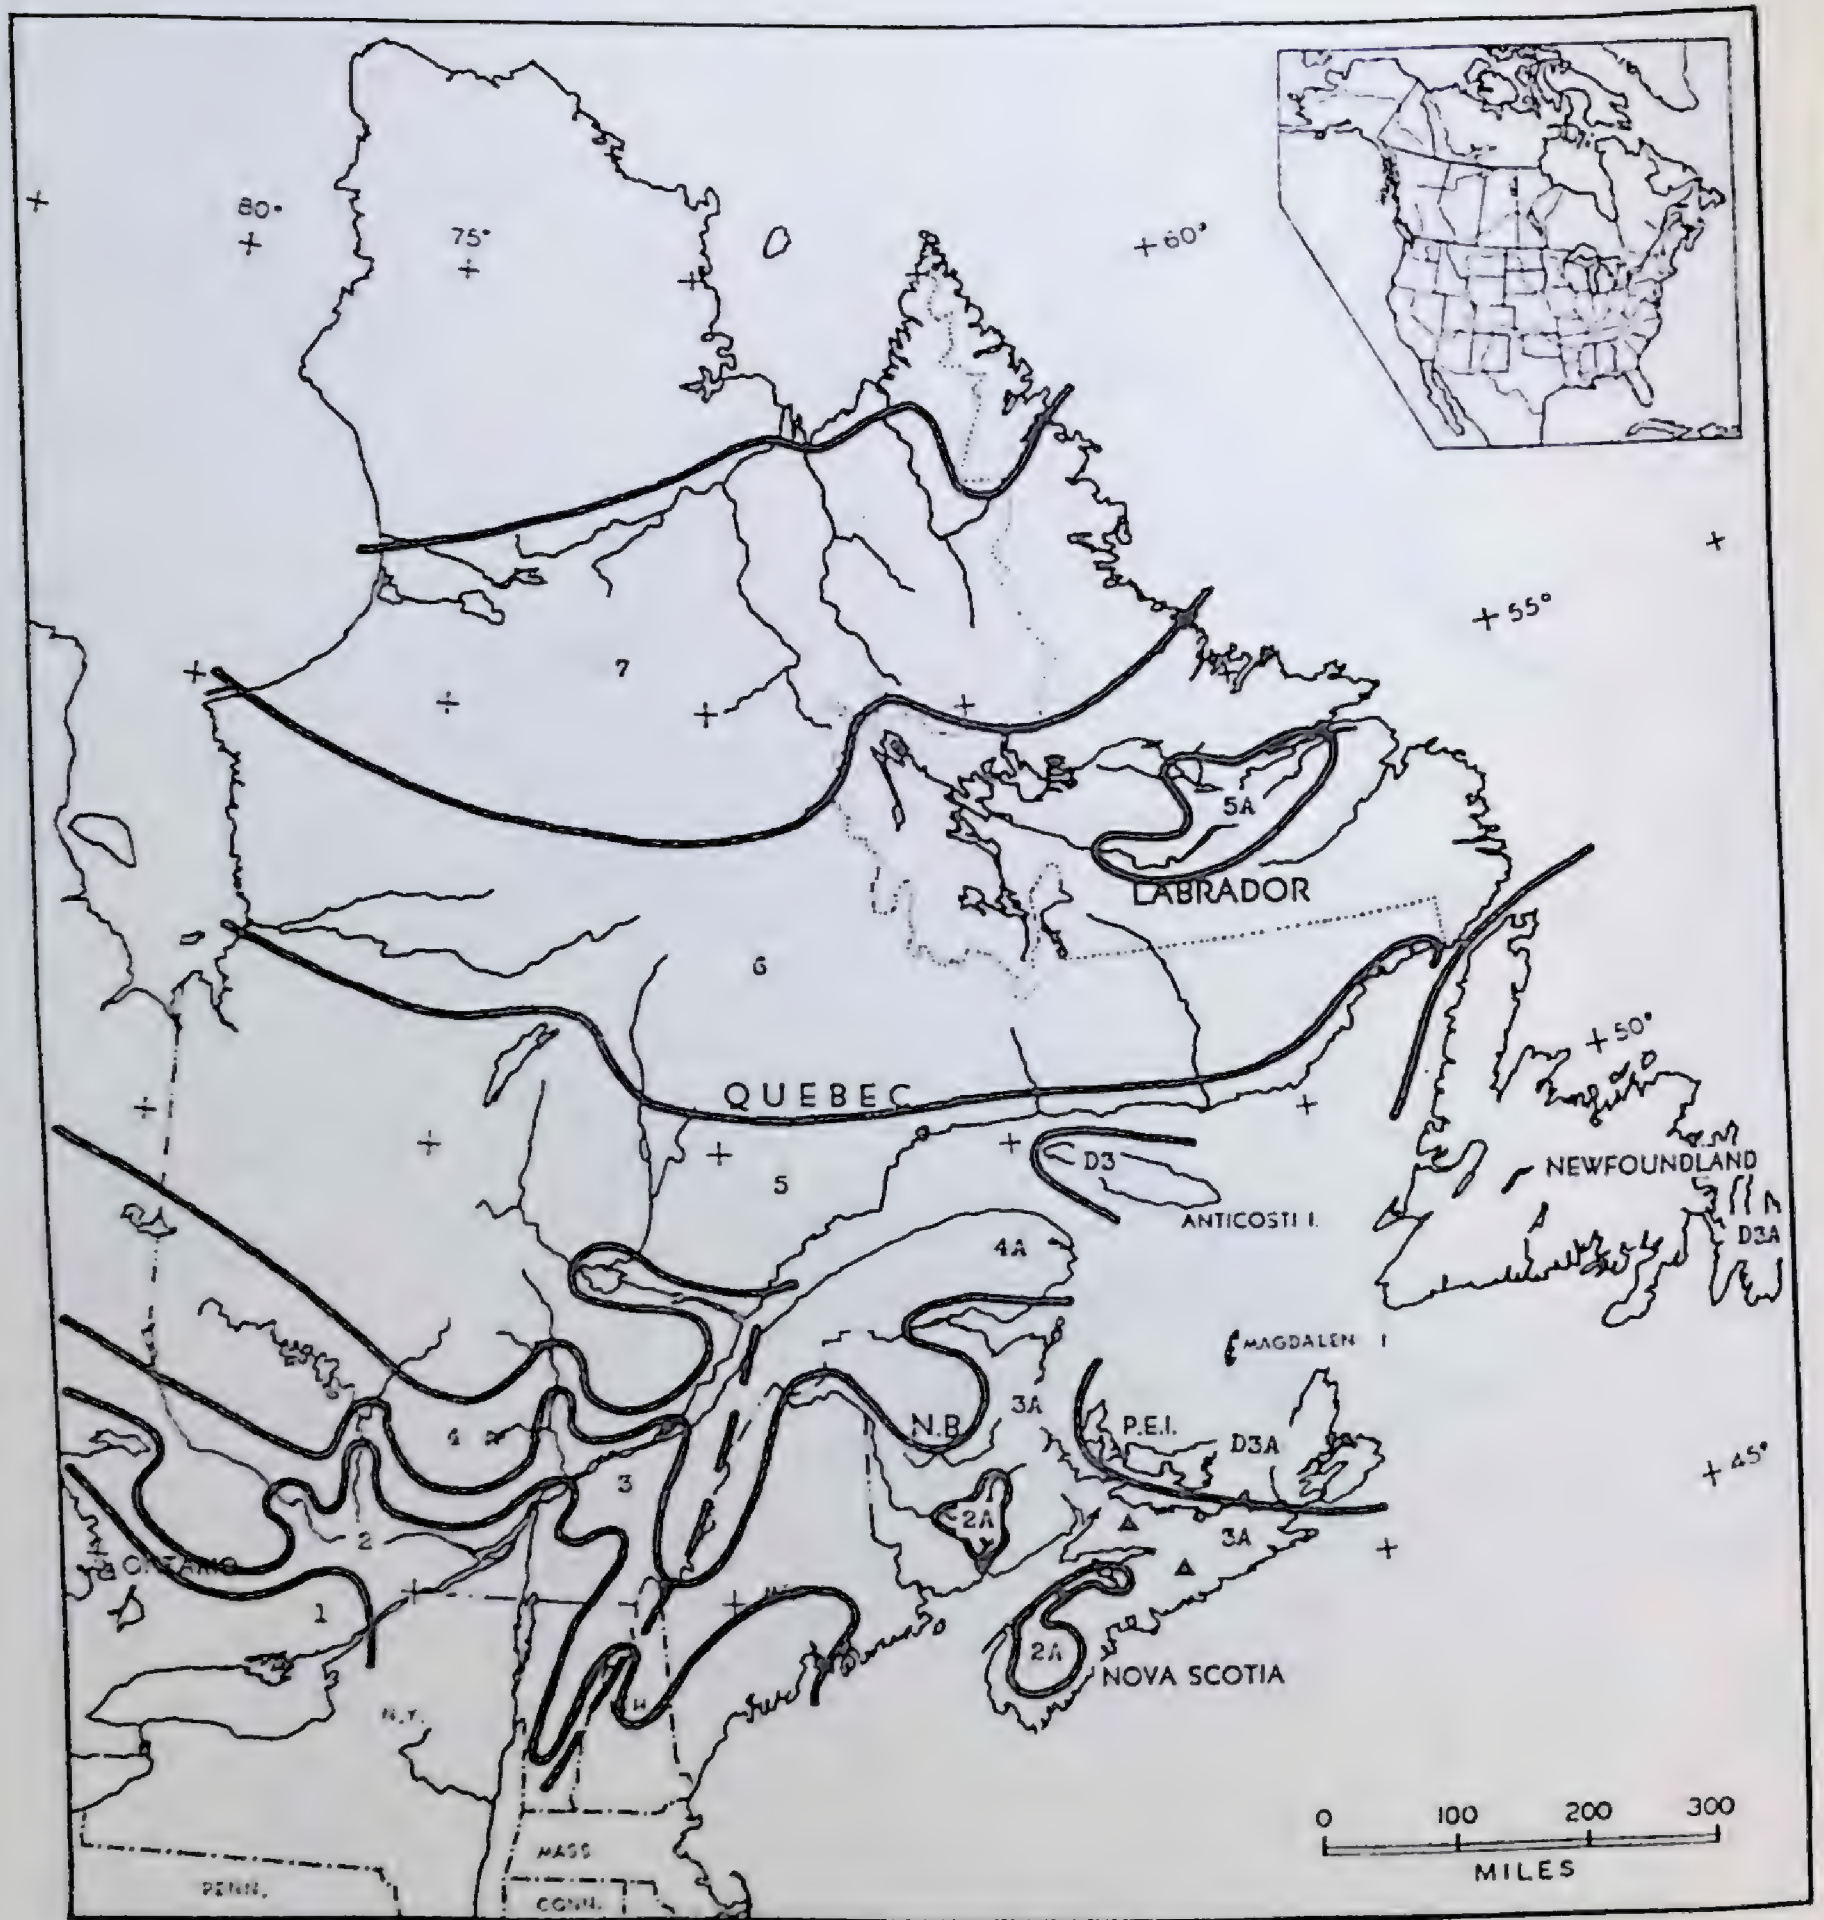 80°
75°
60°
55°
7
5A
LABRADOR
6
50°
QUEBEC
D3
NEWFOUNDLAND
5
ANTICOSTI I.
4A
D3A
MAGDALEN I
3A
N.B.
P.E.I.
D3A
4
3
45°
2A
2
3A
ONTARIO
1
2A
NOVA SCOTIA
N.Y.
H
0 100 200 300
MILES
MASS
PENN.
CONN.